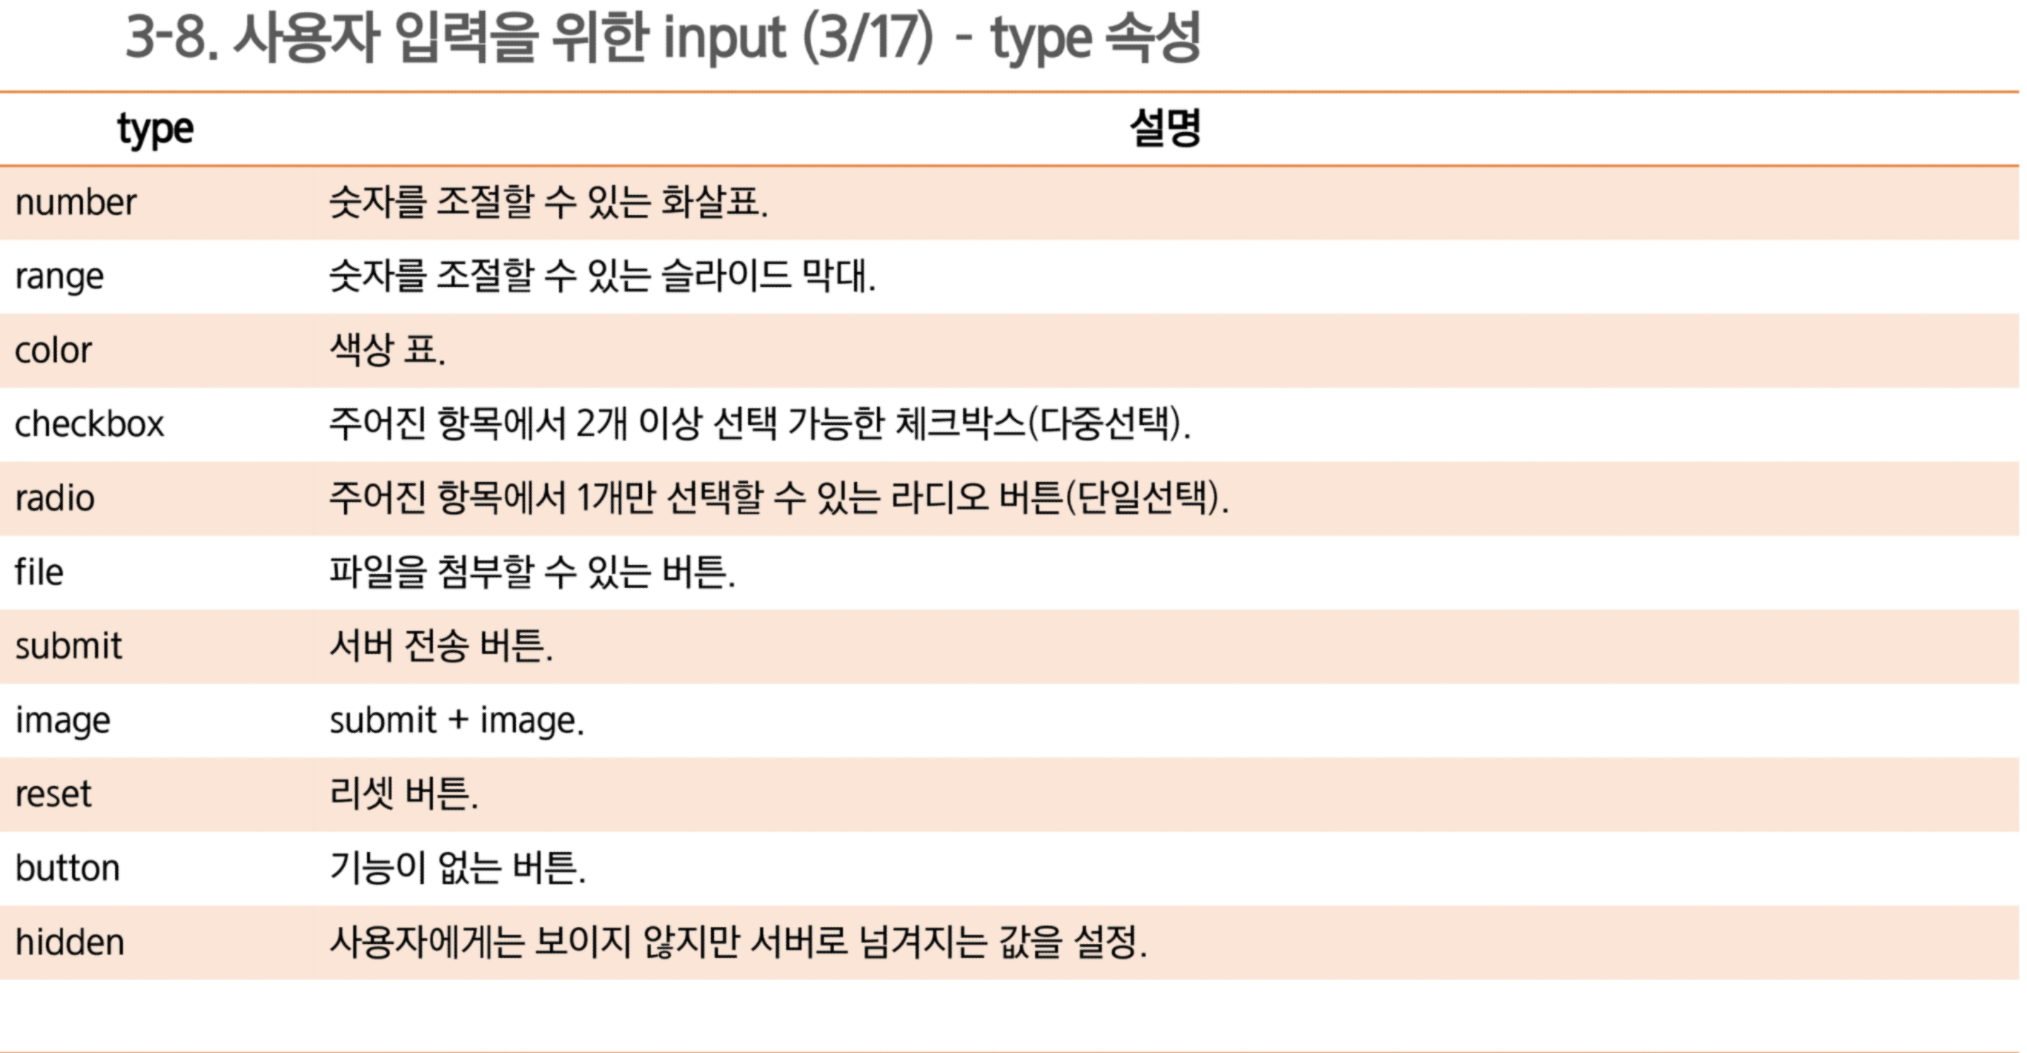 3-8. 사용자 입력을 위한 input (3/17) - type 속성
type 설명
number 숫자를 조절할 수 있는 화살표.
range 숫자를 조절할 수 있는 슬라이드 막대.
color 색상 표.
checkbox 주어진 항목에서 2개 이상 선택 가능한 체크박스(다중선택).
radio 주어진 항목에서 1개만 선택할 수 있는 라디오 버튼(단일선택).
file 파일을 첨부할 수 있는 버튼.
submit 서버 전송 버튼.
image submit + image.
reset 리셋 버튼.
button 기능이 없는 버튼.
hidden 사용자에게는 보이지 않지만 서버로 넘겨지는 값을 설정.